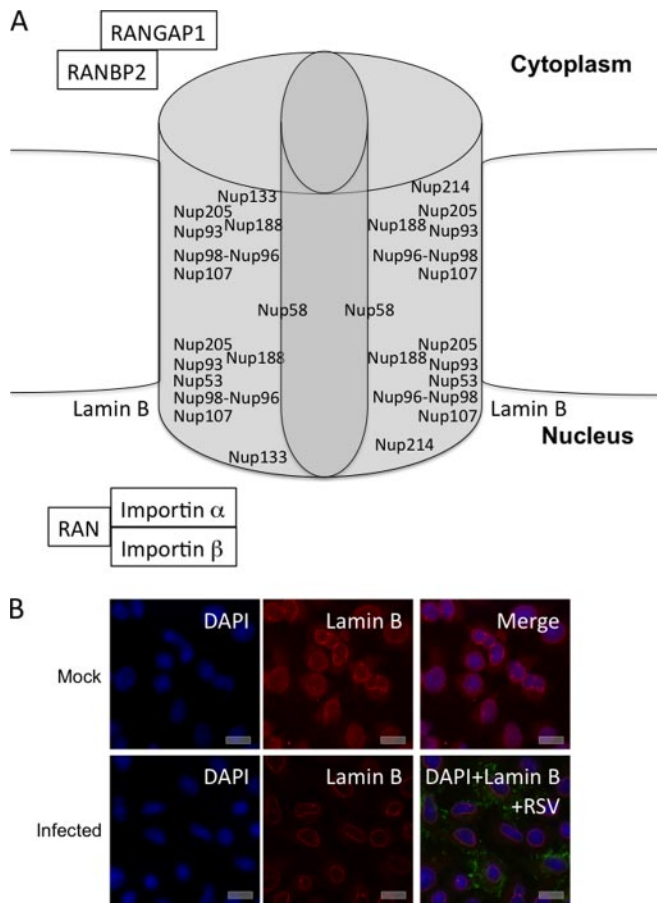 A
RANGAP1
RANBP2
Cytoplasm
Nup133
Nup214
Nup205
Nup205
Nup93
Nup188
Nup188
Nup93
Nup98-Nup96
Nup96-Nup98
Nup107
Nup107
Nup58
Nup58
Nup205
Nup205
Nup93
Nup188
Nup188
Nup93
Nup53
Nup53
Nup98-Nup96
Nup96-Nup98
Lamin B
Nup107
Nup107
Lamin B
Nucleus
Nup133
Nup214
RAN
Importin α
Importin β
B
DAPI
Lamin B
Merge
Mock
DAPI
Lamin B
DAPI+Lamin B
+RSV
Infected